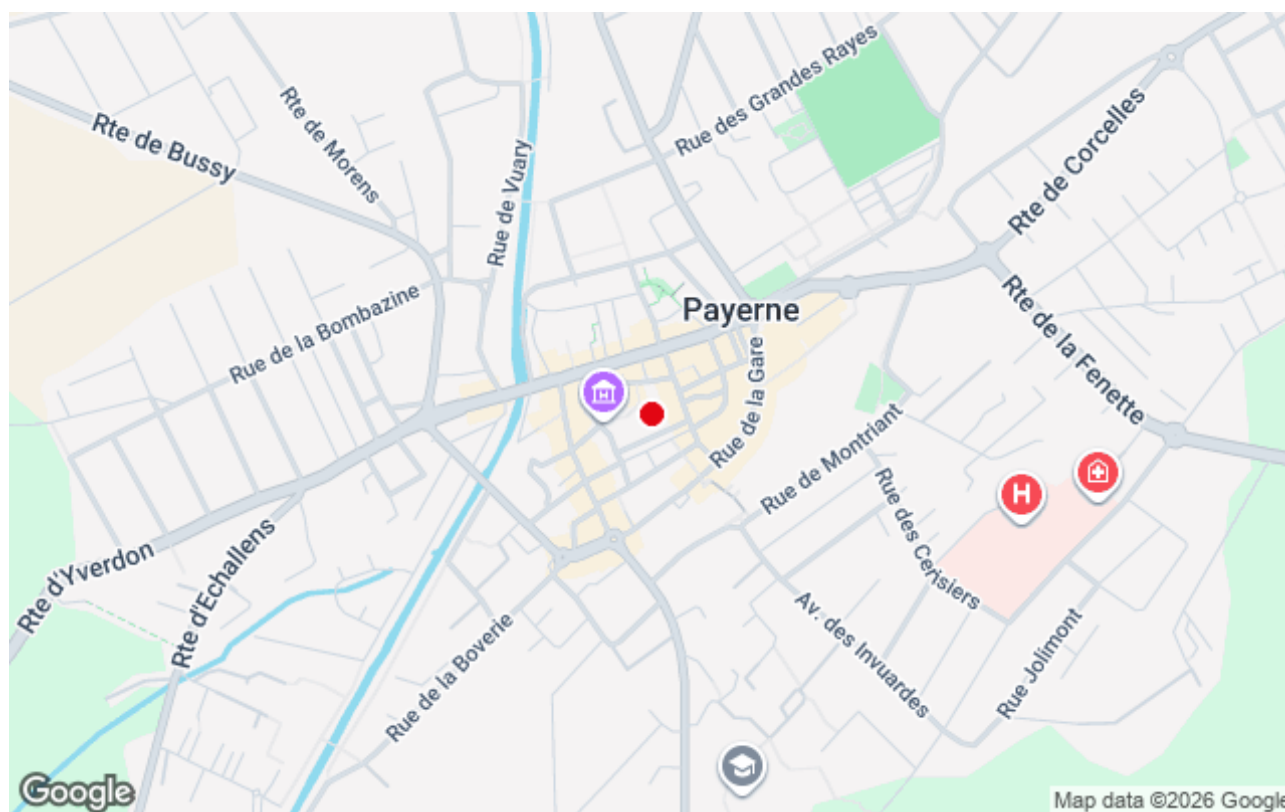 Rue des Grandes Rayes
Rte de Morens
Rte de Bussy
Rte de Corcelles
Rue de Vuary
Payerne
Rue de la Bombazine
Rte de la Fenette
Rue de la Gare
Rue de Montriant
H
Rue des Cerisiers
Rte d'Yverdon
Rte d'Echallens
Rue de la Boverie
Av. des Invuardes
Rue Jolimont
Google
Map data ©2026 Google